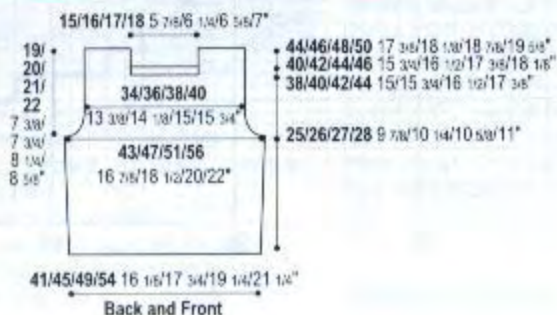 15/16/17/18 5 7/8/6 1/4/6 5/8/7"
19/
20/
21/
22
7 3/8/
7 3/4/
8 1/4/
8 5/8"
44/46/48/50 17 3/8/18 1/8/18 7/8/19 5/8"
40/42/44/46 15 3/4/16 1/2/17 3/8/18 1/8"
38/40/42/44 15/15 3/4/16 1/2/17 3/8"
34/36/38/40
13 3/8/14 1/8/15/15 3/4"
25/26/27/28 9 7/8/10 1/4/10 5/8/11"
43/47/51/56
16 7/8/18 1/2/20/22"
41/45/49/54 16 1/8/17 3/4/19 1/4/21 1/4"
Back and Front